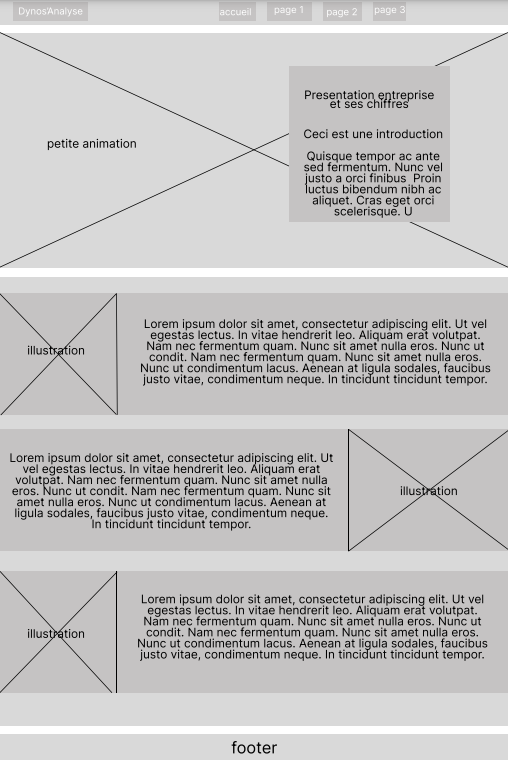 Dynos'Analyse
accueil
page 1
page 2
page 3
petite animation
Presentation entreprise
et ses chiffres
Ceci est une introduction
Quisque tempor ac ante
sed fermentum. Nunc vel
justo a orci finibus  Proin
luctus bibendum nibh ac
aliquet. Cras eget orci
scelerisque. U
illustration
Lorem ipsum dolor sit amet, consectetur adipiscing elit. Ut vel
egestas lectus. In vitae hendrerit leo. Aliquam erat volutpat.
Nam nec fermentum quam. Nunc sit amet nulla eros. Nunc ut
condit. Nam nec fermentum quam. Nunc sit amet nulla eros.
Nunc ut condimentum lacus. Aenean at ligula sodales, faucibus
justo vitae, condimentum neque. In tincidunt tincidunt tempor.
Lorem ipsum dolor sit amet, consectetur adipiscing elit. Ut
vel egestas lectus. In vitae hendrerit leo. Aliquam erat
volutpat. Nam nec fermentum quam. Nunc sit amet nulla
eros. Nunc ut condit. Nam nec fermentum quam. Nunc sit
amet nulla eros. Nunc ut condimentum lacus. Aenean at
ligula sodales, faucibus justo vitae, condimentum neque.
In tincidunt tincidunt tempor.
illustration
illustration
Lorem ipsum dolor sit amet, consectetur adipiscing elit. Ut vel
egestas lectus. In vitae hendrerit leo. Aliquam erat volutpat.
Nam nec fermentum quam. Nunc sit amet nulla eros. Nunc ut
condit. Nam nec fermentum quam. Nunc sit amet nulla eros.
Nunc ut condimentum lacus. Aenean at ligula sodales, faucibus
justo vitae, condimentum neque. In tincidunt tincidunt tempor.
footer